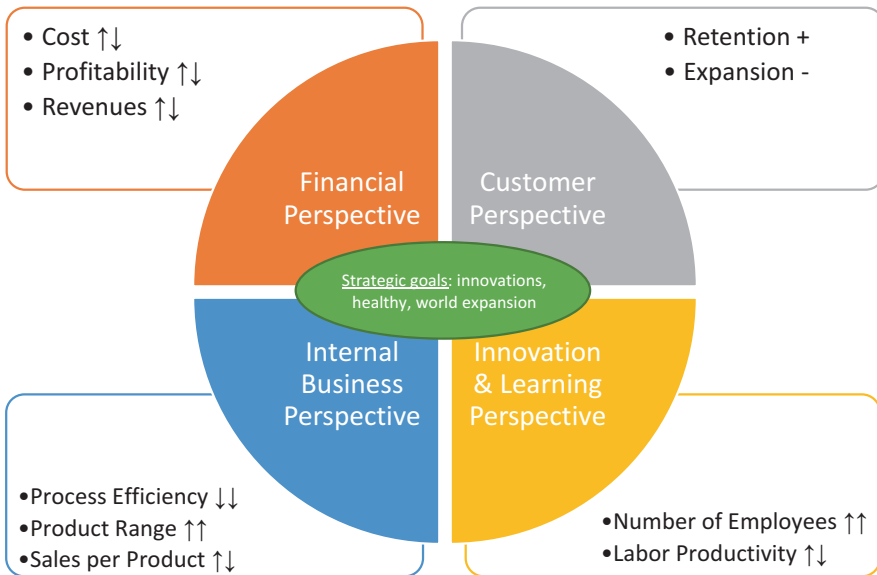 • Cost ↑↓
• Profitability ↑↓
• Revenues ↑↓
• Retention +
• Expansion -
Financial
Perspective
Customer
Perspective
Strategic goals: innovations,
healthy, world expansion
Internal
Business
Perspective
Innovation
& Learning
Perspective
•Process Efficiency ↓↓
•Product Range ↑↑
•Sales per Product ↑↓
•Number of Employees ↑↑
•Labor Productivity ↑↓